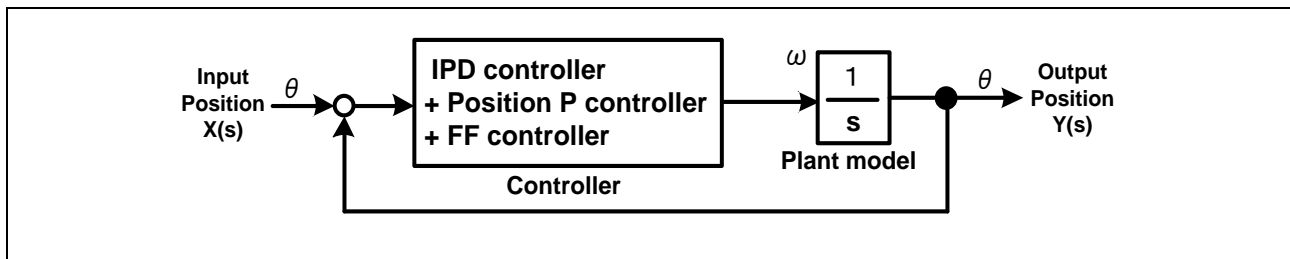 Input
Position
X(s)
θ
IPD controller
+ Position P controller
+ FF controller
Controller
ω
1
s
Plant model
θ
Output
Position
Y(s)